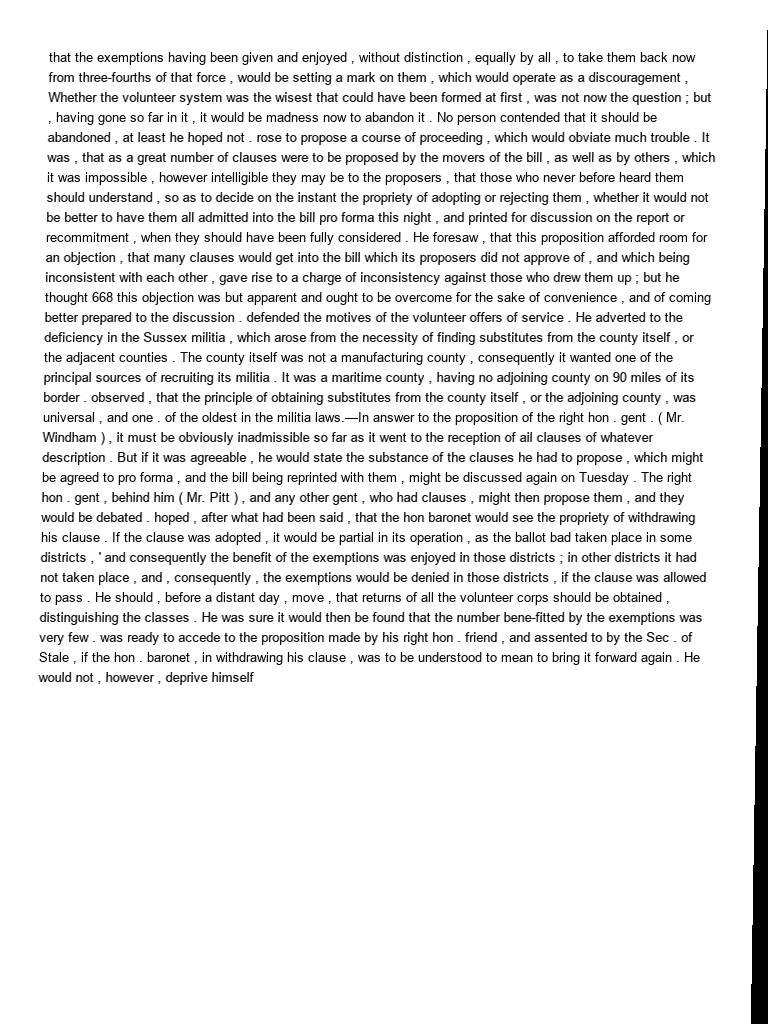 that the exemptions having been given and enjoyed , without distinction , equally by all , to take them back now
from three-fourths of that force , would be setting a mark on them , which would operate as a discouragement ,
Whether the volunteer system was the wisest that could have been formed at first , was not now the question ; but
, having gone so far in it , it would be madness now to abandon it . No person contended that it should be
abandoned , at least he hoped not . rose to propose a course of proceeding , which would obviate much trouble . It
was , that as a great number of clauses were to be proposed by the movers of the bill , as well as by others , which
it was impossible , however intelligible they may be to the proposers , that those who never before heard them
should understand , so as to decide on the instant the propriety of adopting or rejecting them , whether it would not
be better to have them all admitted into the bill pro forma this night , and printed for discussion on the report or
recommitment , when they should have been fully considered . He foresaw , that this proposition afforded room for
an objection , that many clauses would get into the bill which its proposers did not approve of , and which being
inconsistent with each other , gave rise to a charge of inconsistency against those who drew them up ; but he
thought 668 this objection was but apparent and ought to be overcome for the sake of convenience , and of coming
better prepared to the discussion . defended the motives of the volunteer offers of service . He adverted to the
deficiency in the Sussex militia , which arose from the necessity of finding substitutes from the county itself , or
the adjacent counties . The county itself was not a manufacturing county , consequently it wanted one of the
principal sources of recruiting its militia . It was a maritime county , having no adjoining county on 90 miles of its
border . observed , that the principle of obtaining substitutes from the county itself , or the adjoining county , was
universal , and one . of the oldest in the militia laws.—In answer to the proposition of the right hon . gent . ( Mr.
Windham ) , it must be obviously inadmissible so far as it went to the reception of ail clauses of whatever
description . But if it was agreeable , he would state the substance of the clauses he had to propose , which might
be agreed to pro forma , and the bill being reprinted with them , might be discussed again on Tuesday . The right
hon . gent , behind him ( Mr. Pitt ) , and any other gent , who had clauses , might then propose them , and they
would be debated . hoped , after what had been said , that the hon baronet would see the propriety of withdrawing
his clause . If the clause was adopted , it would be partial in its operation , as the ballot bad taken place in some
districts , ' and consequently the benefit of the exemptions was enjoyed in those districts ; in other districts it had
not taken place , and , consequently , the exemptions would be denied in those districts , if the clause was allowed
to pass . He should , before a distant day , move , that returns of all the volunteer corps should be obtained ,
distinguishing the classes . He was sure it would then be found that the number bene-fitted by the exemptions was
very few . was ready to accede to the proposition made by his right hon . friend , and assented to by the Sec . of
Stale , if the hon . baronet , in withdrawing his clause , was to be understood to mean to bring it forward again . He
would not , however , deprive himself